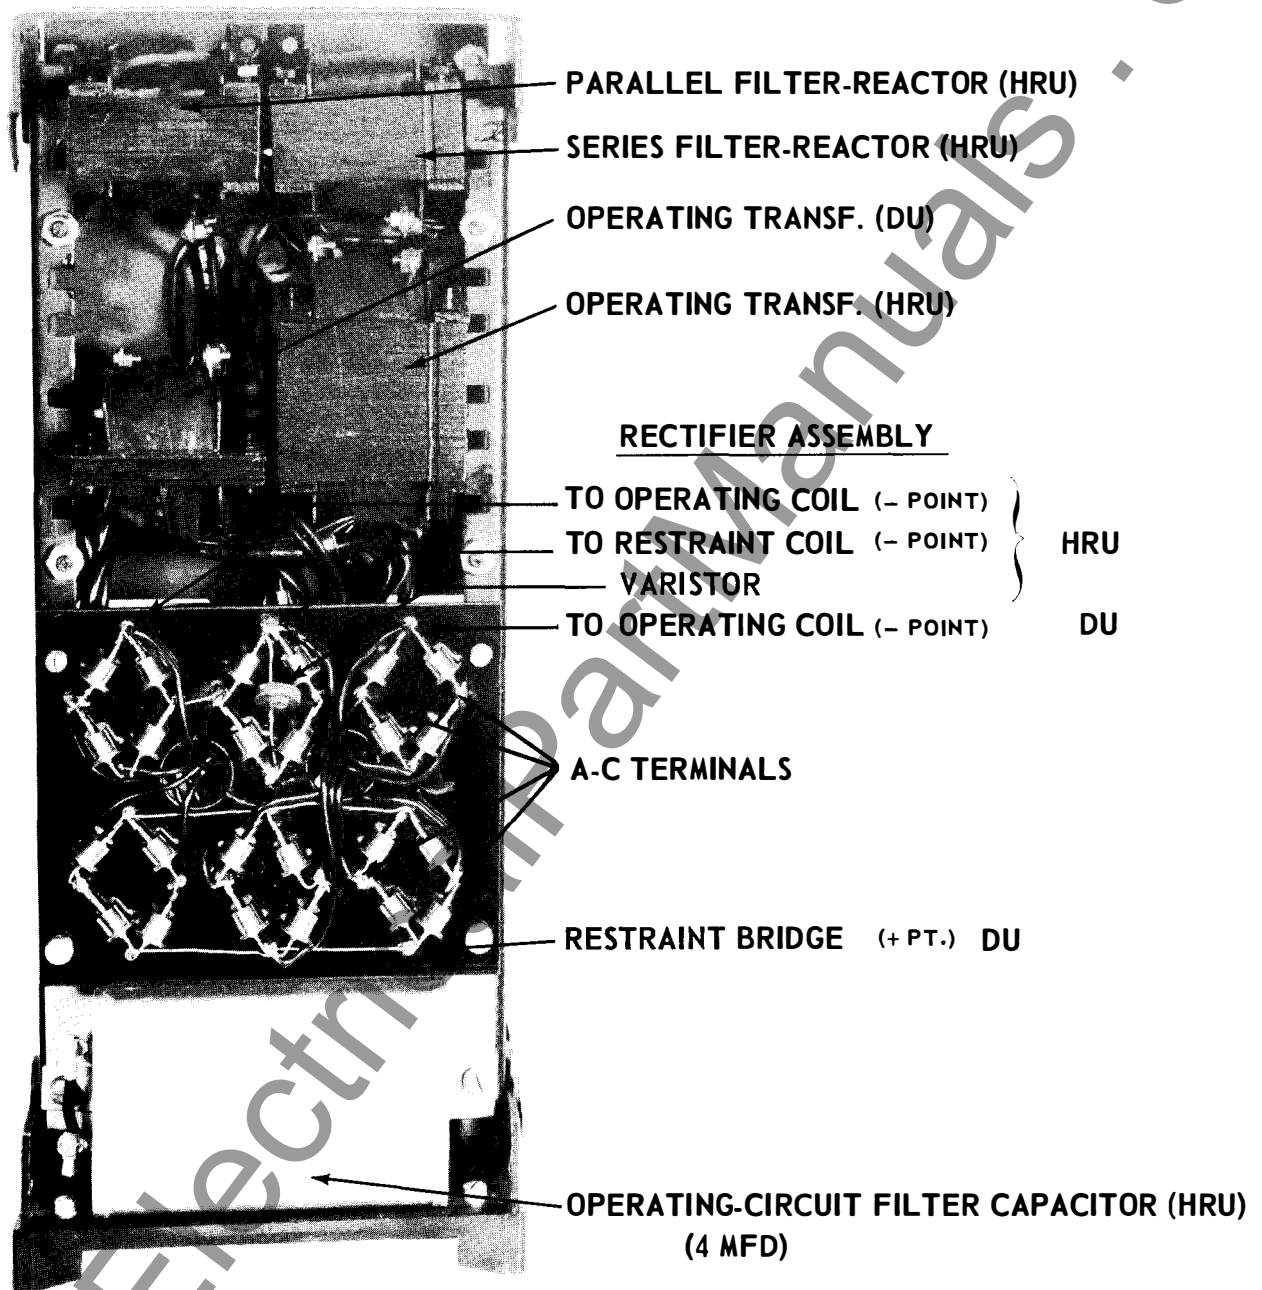 PARALLEL FILTER-REACTOR (HRU)
SERIES FILTER-REACTOR (HRU)
OPERATING TRANSF. (DU)
OPERATING TRANSF. (HRU)
RECTIFIER ASSEMBLY
TO OPERATING COIL (- POINT)
TO RESTRAINT COIL (- POINT) HRU
VARISTOR
TO OPERATING COIL (- POINT) DU
A-C TERMINALS
RESTRAINT BRIDGE (+ PT.) DU
OPERATING-CIRCUIT FILTER CAPACITOR (HRU)
(4 MFD)